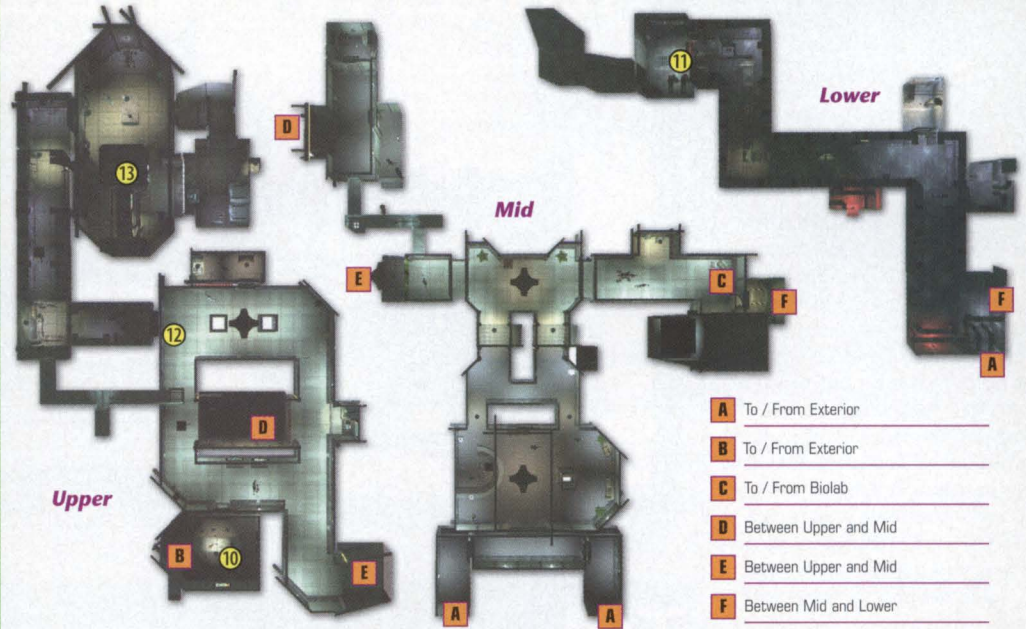 11
Lower
13
D
Mid
E
C
F
F
12
A
D
A To / From Exterior
B To / From Exterior
C To / From Biolab
Upper
D Between Upper and Mid
B
10
E
E Between Upper and Mid
A
A
F Between Mid and Lower